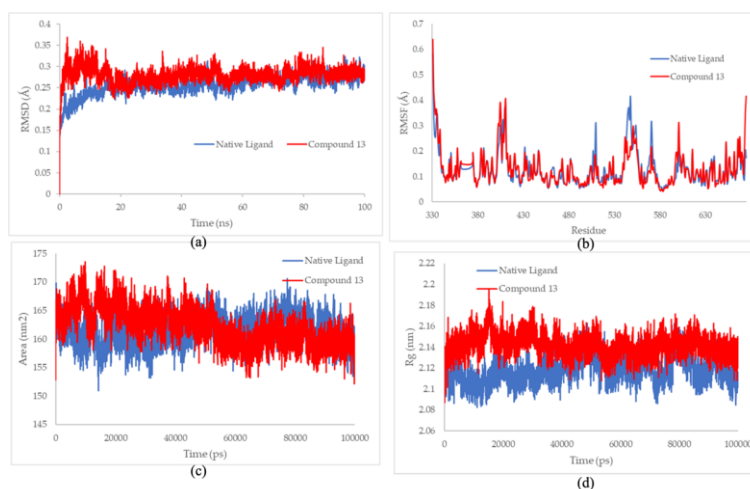 0.4
0.35
0.3
0.25
0.2
0.15
0.1
0.05
0
RMSD (Å)
Native Ligand
Compound 13
0 20 40 60 80 100
Time (ns)
(a)
0.7
0.6
0.5
0.4
0.3
0.2
0.1
0
RMSF (Å)
Native Ligand
Compound 13
330 380 430 480 530 580 630
Residue
(b)
175
170
165
160
155
150
145
Area (nm2)
Native Ligand
Compound 13
0 20000 40000 60000 80000 100000
Time (ps)
(c)
2.2
2.18
2.16
2.14
2.12
2.1
2.08
2.06
Rg (nm)
Native Ligand
Compound 13
0 20000 40000 60000 80000 100000
Time (ps)
(d)